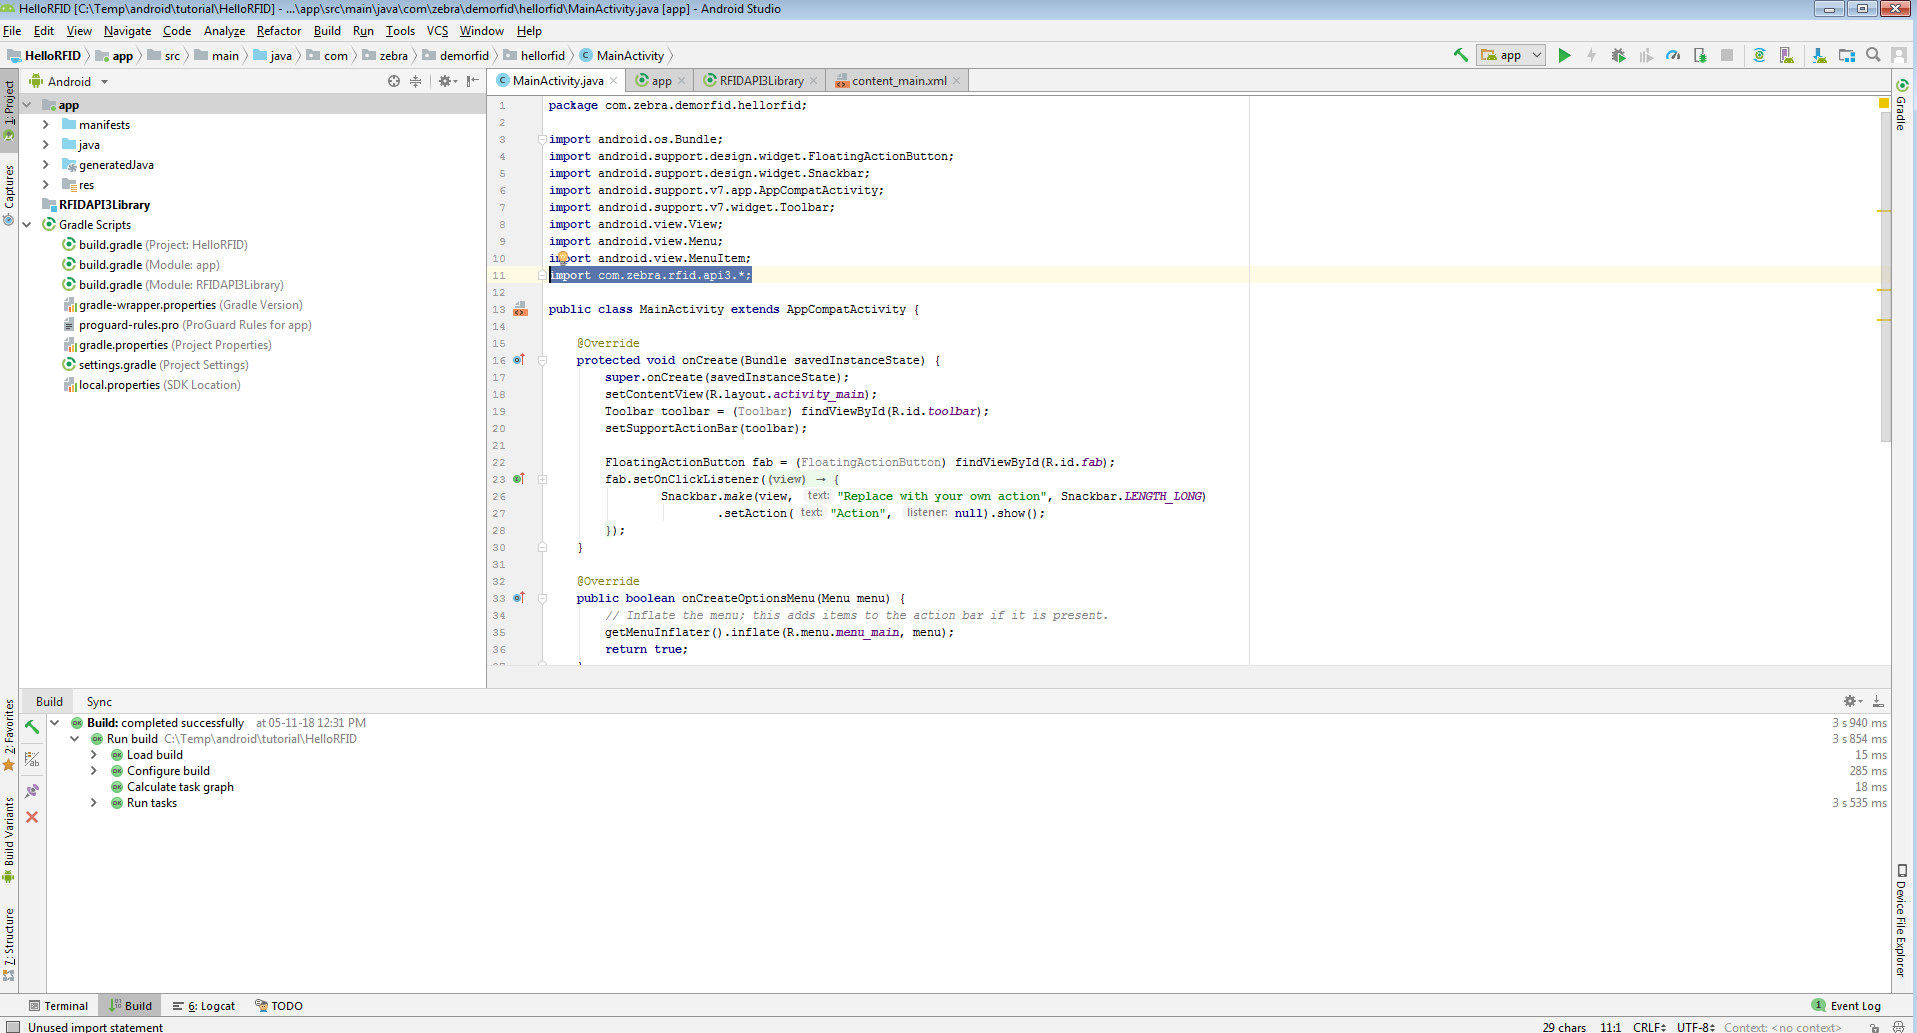 HelloRFID [C:\Temp\android\tutorial\HelloRFID] - ...\app\src\main\java\com\zebra\demorfid\hellorfid\MainActivity.java [app] - Android Studio
File Edit View Navigate Code Analyze Refactor Build Run Tools VCS Window Help
HelloRFID app src main java com zebra demorfid hellorfid MainActivity app
Android
MainActivity.java app RFIDAPI3Library content_main.xml
1: Project
Captures
2: Favorites
Build Variants
7: Structure
app
manifests
java
generatedJava
res
RFIDAPI3Library
Gradle Scripts
build.gradle (Project: HelloRFID)
build.gradle (Module: app)
build.gradle (Module: RFIDAPI3Library)
gradle-wrapper.properties (Gradle Version)
proguard-rules.pro (ProGuard Rules for app)
gradle.properties (Project Properties)
settings.gradle (Project Settings)
local.properties (SDK Location)
1 package com.zebra.demorfid.hellorfid;
2
3 import android.os.Bundle;
4 import android.support.design.widget.FloatingActionButton;
5 import android.support.design.widget.Snackbar;
6 import android.support.v7.app.AppCompatActivity;
7 import android.support.v7.widget.Toolbar;
8 import android.view.View;
9 import android.view.Menu;
10 import android.view.MenuItem;
11 import com.zebra.rfid.api3.*;
12
13 public class MainActivity extends AppCompatActivity {
14
15 @Override
16 protected void onCreate(Bundle savedInstanceState) {
17 super.onCreate(savedInstanceState);
18 setContentView(R.layout.activity_main);
19 Toolbar toolbar = (Toolbar) findViewById(R.id.toolbar);
20 setSupportActionBar(toolbar);
21
22 FloatingActionButton fab = (FloatingActionButton) findViewById(R.id.fab);
23 fab.setOnClickListener((view) → {
26 Snackbar.make(view, text: "Replace with your own action", Snackbar.LENGTH_LONG)
27 .setAction( text: "Action", listener: null).show();
28 });
30 }
31
32 @Override
33 public boolean onCreateOptionsMenu(Menu menu) {
34 // Inflate the menu; this adds items to the action bar if it is present.
35 getMenuInflater().inflate(R.menu.menu_main, menu);
36 return true;
Gradle
Device File Explorer
Build Sync
Build: completed successfully at 05-11-18 12:31 PM 3 s 940 ms
Run build C:\Temp\android\tutorial\HelloRFID 3 s 854 ms
Load build 15 ms
Configure build 285 ms
Calculate task graph 18 ms
Run tasks 3 s 535 ms
Terminal Build 6: Logcat TODO 1 Event Log
Unused import statement 29 chars 11:1 CRLF UTF-8 Context: <no context>